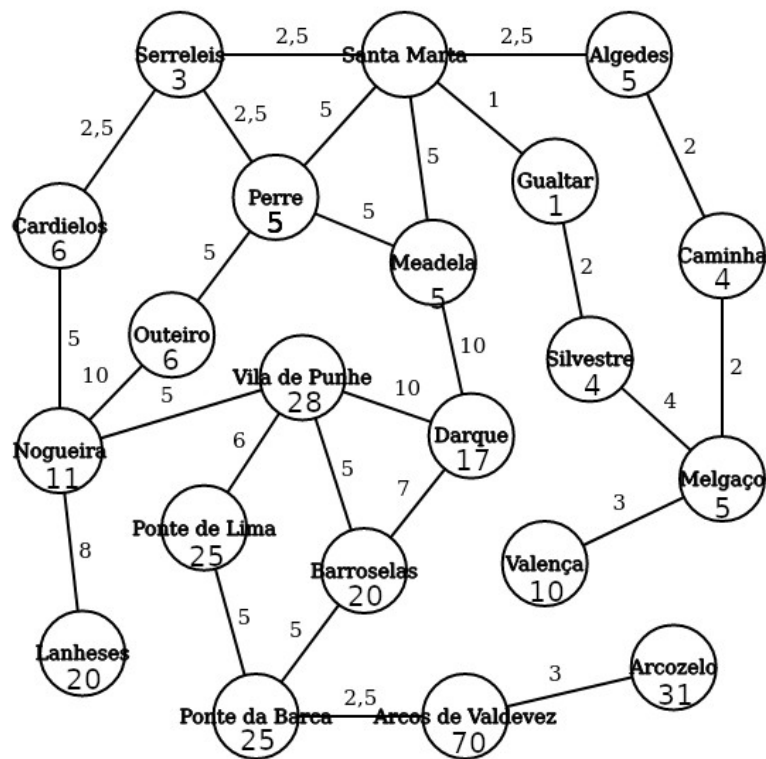 2,5
2,5
Serreleis
3
Santa Marta
Algedes
5
2,5
2,5
5
1
5
2
Gualtar
1
Perre
5
5
Cardielos
6
Meadela
5
Caminha
4
5
2
5
Outeiro
6
10
Silvestre
4
2
10
5
Vila de Punhe
28
10
4
Nogueira
11
Darque
17
6
5
7
Melgaço
5
3
Ponte de Lima
25
8
Barroselas
20
Valença
10
5
5
Lanheses
20
Arcozelo
31
3
2,5
Ponte da Barca
25
Arcos de Valdevez
70